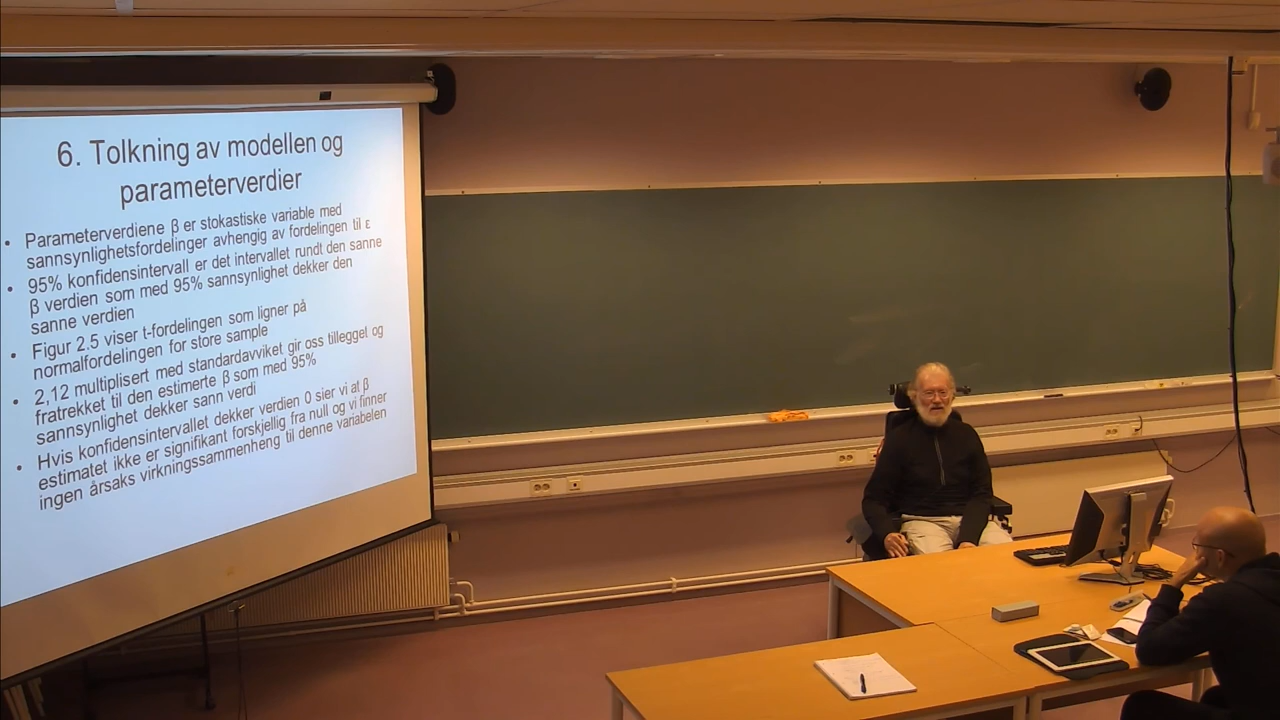 6. Tolkning av modellen og
parameterverdier
• Parameterverdiene β er stokastiske variable med
sannsynlighetsfordelinger avhengig av fordelingen til ε
• 95% konfidensintervall er det intervallet rundt den sanne
β verdien som med 95% sannsynlighet dekker den
sanne verdien
• Figur 2.5 viser t-fordelingen som ligner på
normalfordelingen for store sample
• 2,12 multiplisert med standardavviket gir oss tillegget og
fratrekket til den estimerte β som med 95%
sannsynlighet dekker sann verdi
• Hvis konfidensintervallet dekker verdien 0 sier vi at β
estimatet ikke er signifikant forskjellig fra null og vi finner
ingen årsaks virkningssammenheng til denne variabelen